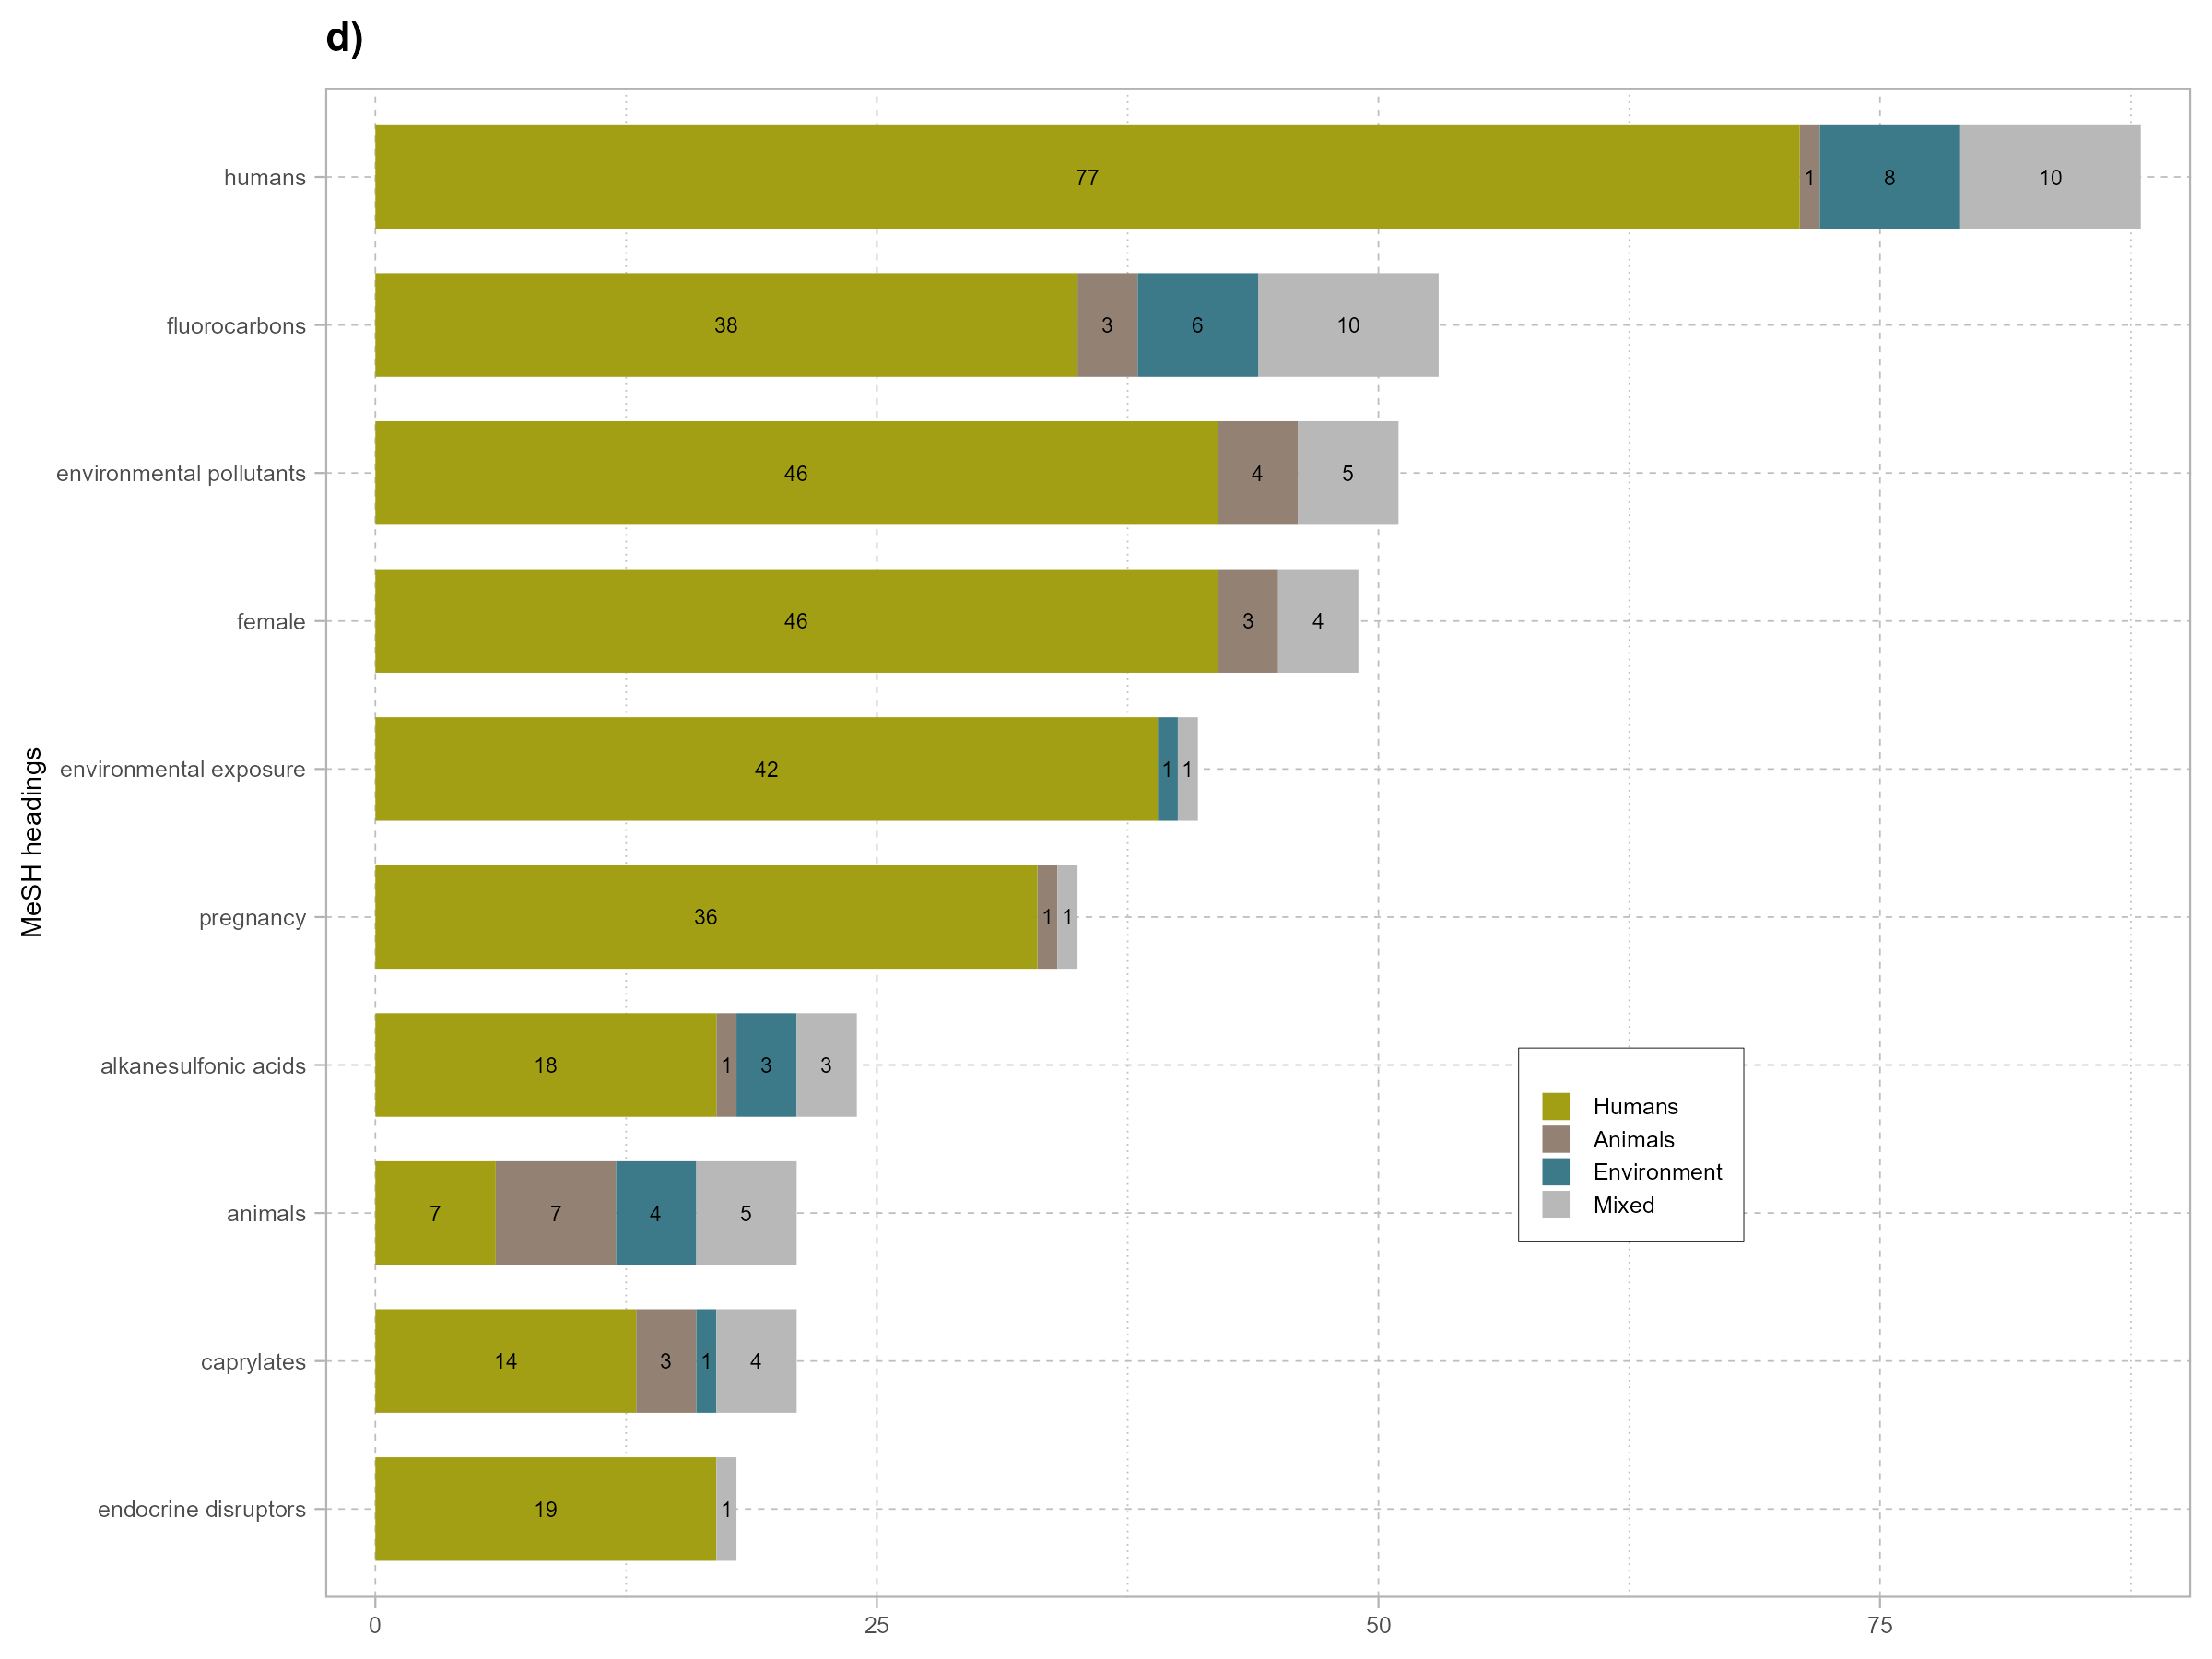 d)
humans
77 1 8 10
fluorocarbons
38 3 6 10
environmental pollutants
46 4 5
female
46 3 4
environmental exposure
42 1 1
pregnancy
36 1 1
alkanesulfonic acids
18 1 3 3
animals
7 7 4 5
caprylates
14 3 1 4
endocrine disruptors
19 1
MeSH headings
Humans
Animals
Environment
Mixed
0 25 50 75